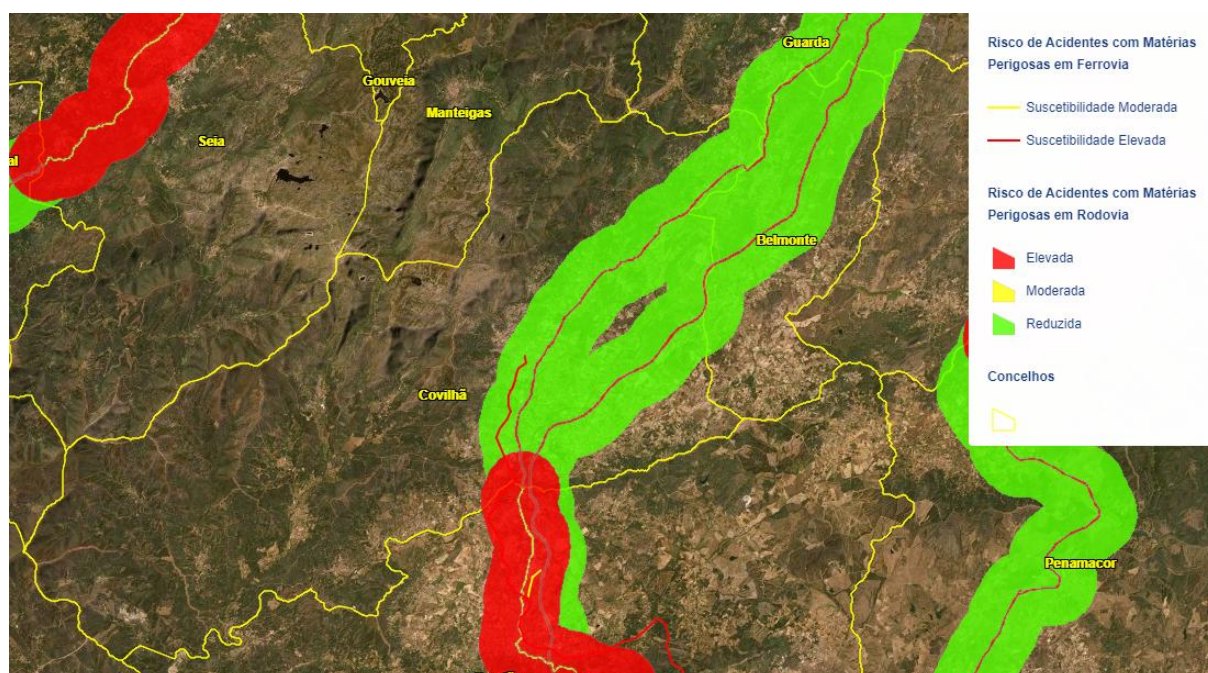 Guarda
Gouveia
Manteigas
Seia
al
Belmonte
Covilhã
Penamacor
Risco de Acidentes com Matérias
Perigosas em Ferrovia
Suscetibilidade Moderada
Suscetibilidade Elevada
Risco de Acidentes com Matérias
Perigosas em Rodovia
Elevada
Moderada
Reduzida
Concelhos